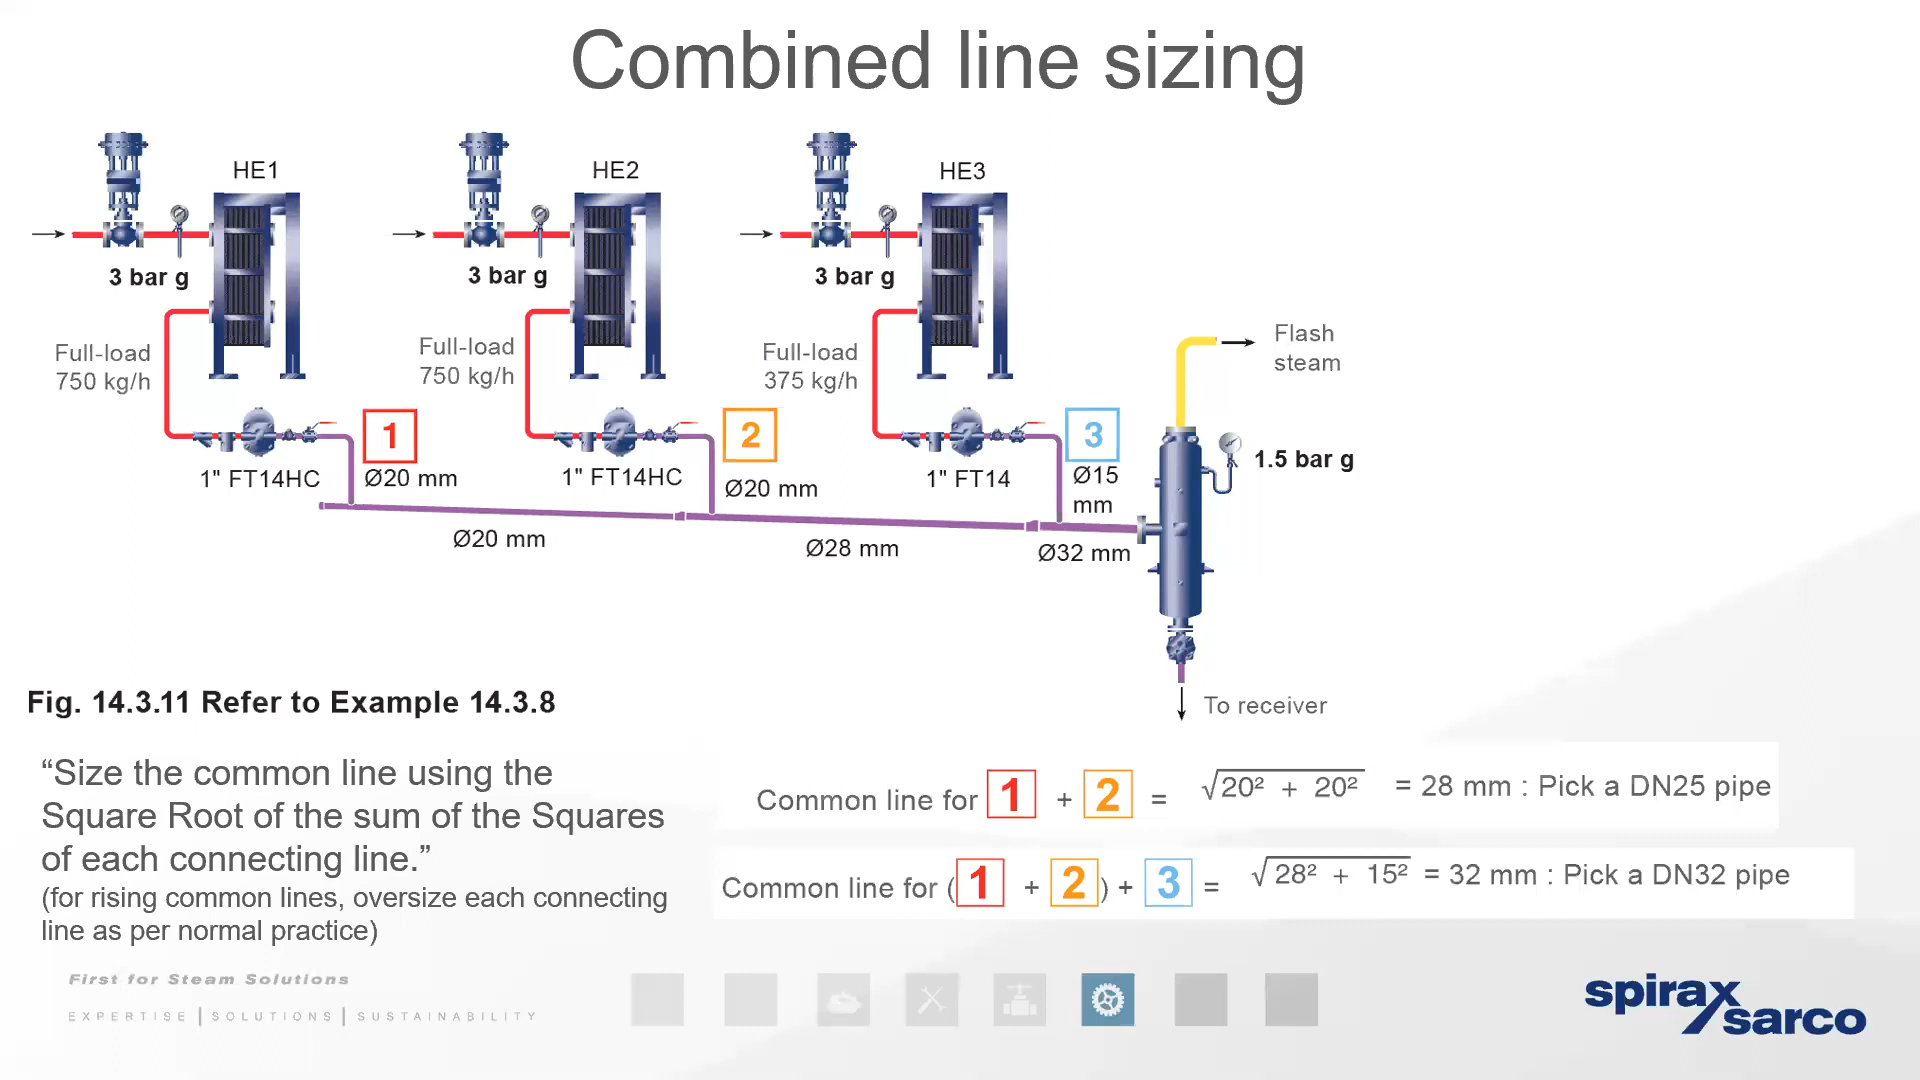 Combined line sizing
HE1
HE2
HE3
3 bar g
3 bar g
3 bar g
Full-load
750 kg/h
Full-load
750 kg/h
Full-load
375 kg/h
Flash
steam
1
2
3
1.5 bar g
1" FT14HC
Ø20 mm
1" FT14HC
Ø20 mm
1" FT14
Ø15
mm
Ø20 mm
Ø28 mm
Ø32 mm
To receiver
Fig. 14.3.11 Refer to Example 14.3.8
“Size the common line using the
Square Root of the sum of the Squares
of each connecting line.”
(for rising common lines, oversize each connecting
line as per normal practice)
Common line for 1 + 2 = √20² + 20² = 28 mm : Pick a DN25 pipe
Common line for (1 + 2) + 3 = √28² + 15² = 32 mm : Pick a DN32 pipe
First for Steam Solutions
EXPERTISE | SOLUTIONS | SUSTAINABILITY
spirax
sarco